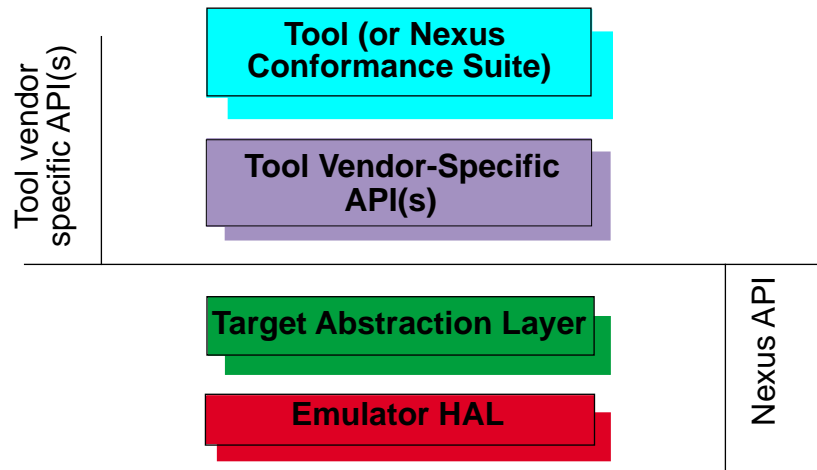 Tool (or Nexus
Conformance Suite)
Tool vendor
specific API(s)
Tool Vendor-Specific
API(s)
Target Abstraction Layer
Nexus API
Emulator HAL